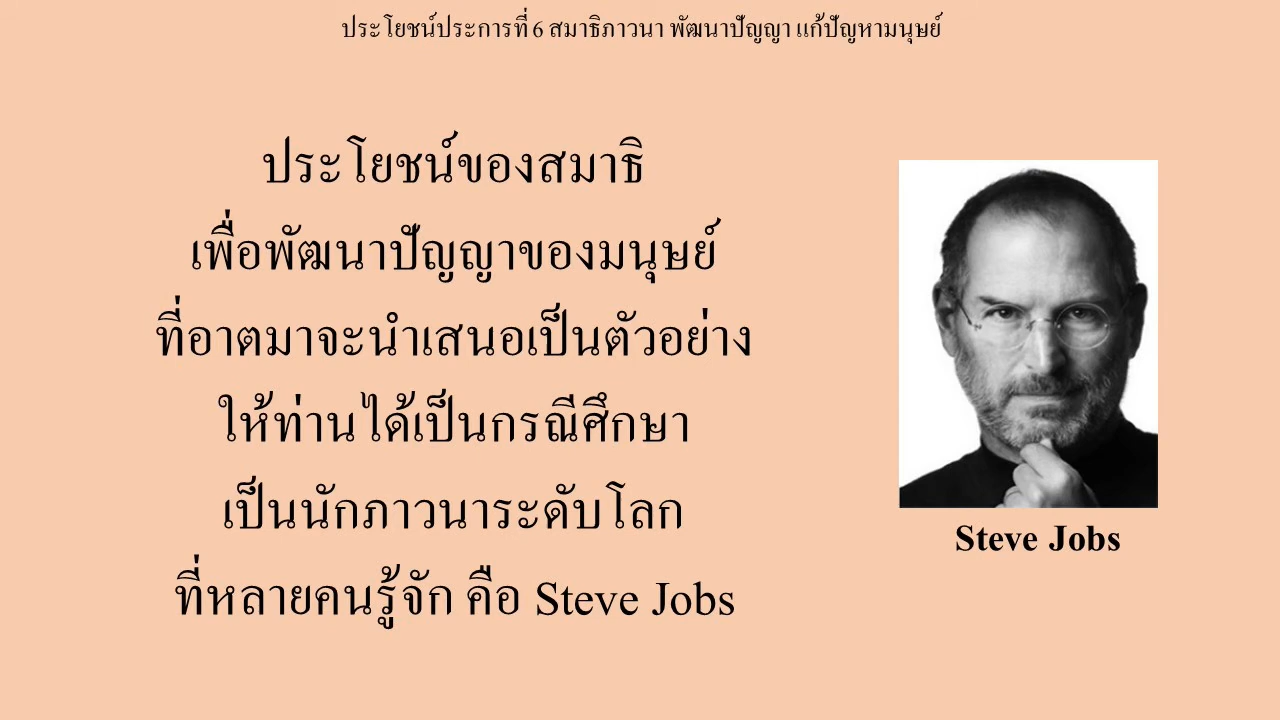 ประโยชน์ประการที่ 6 สมาธิภาวนา พัฒนาปัญญา แก้ปัญหามนุษย์
ประโยชน์ของสมาธิ
เพื่อพัฒนาปัญญาของมนุษย์
ที่อาตมาจะนำเสนอเป็นตัวอย่าง
ให้ท่านได้เป็นกรณีศึกษา
เป็นนักภาวนาระดับโลก
ที่หลายคนรู้จัก คือ Steve Jobs
Steve Jobs